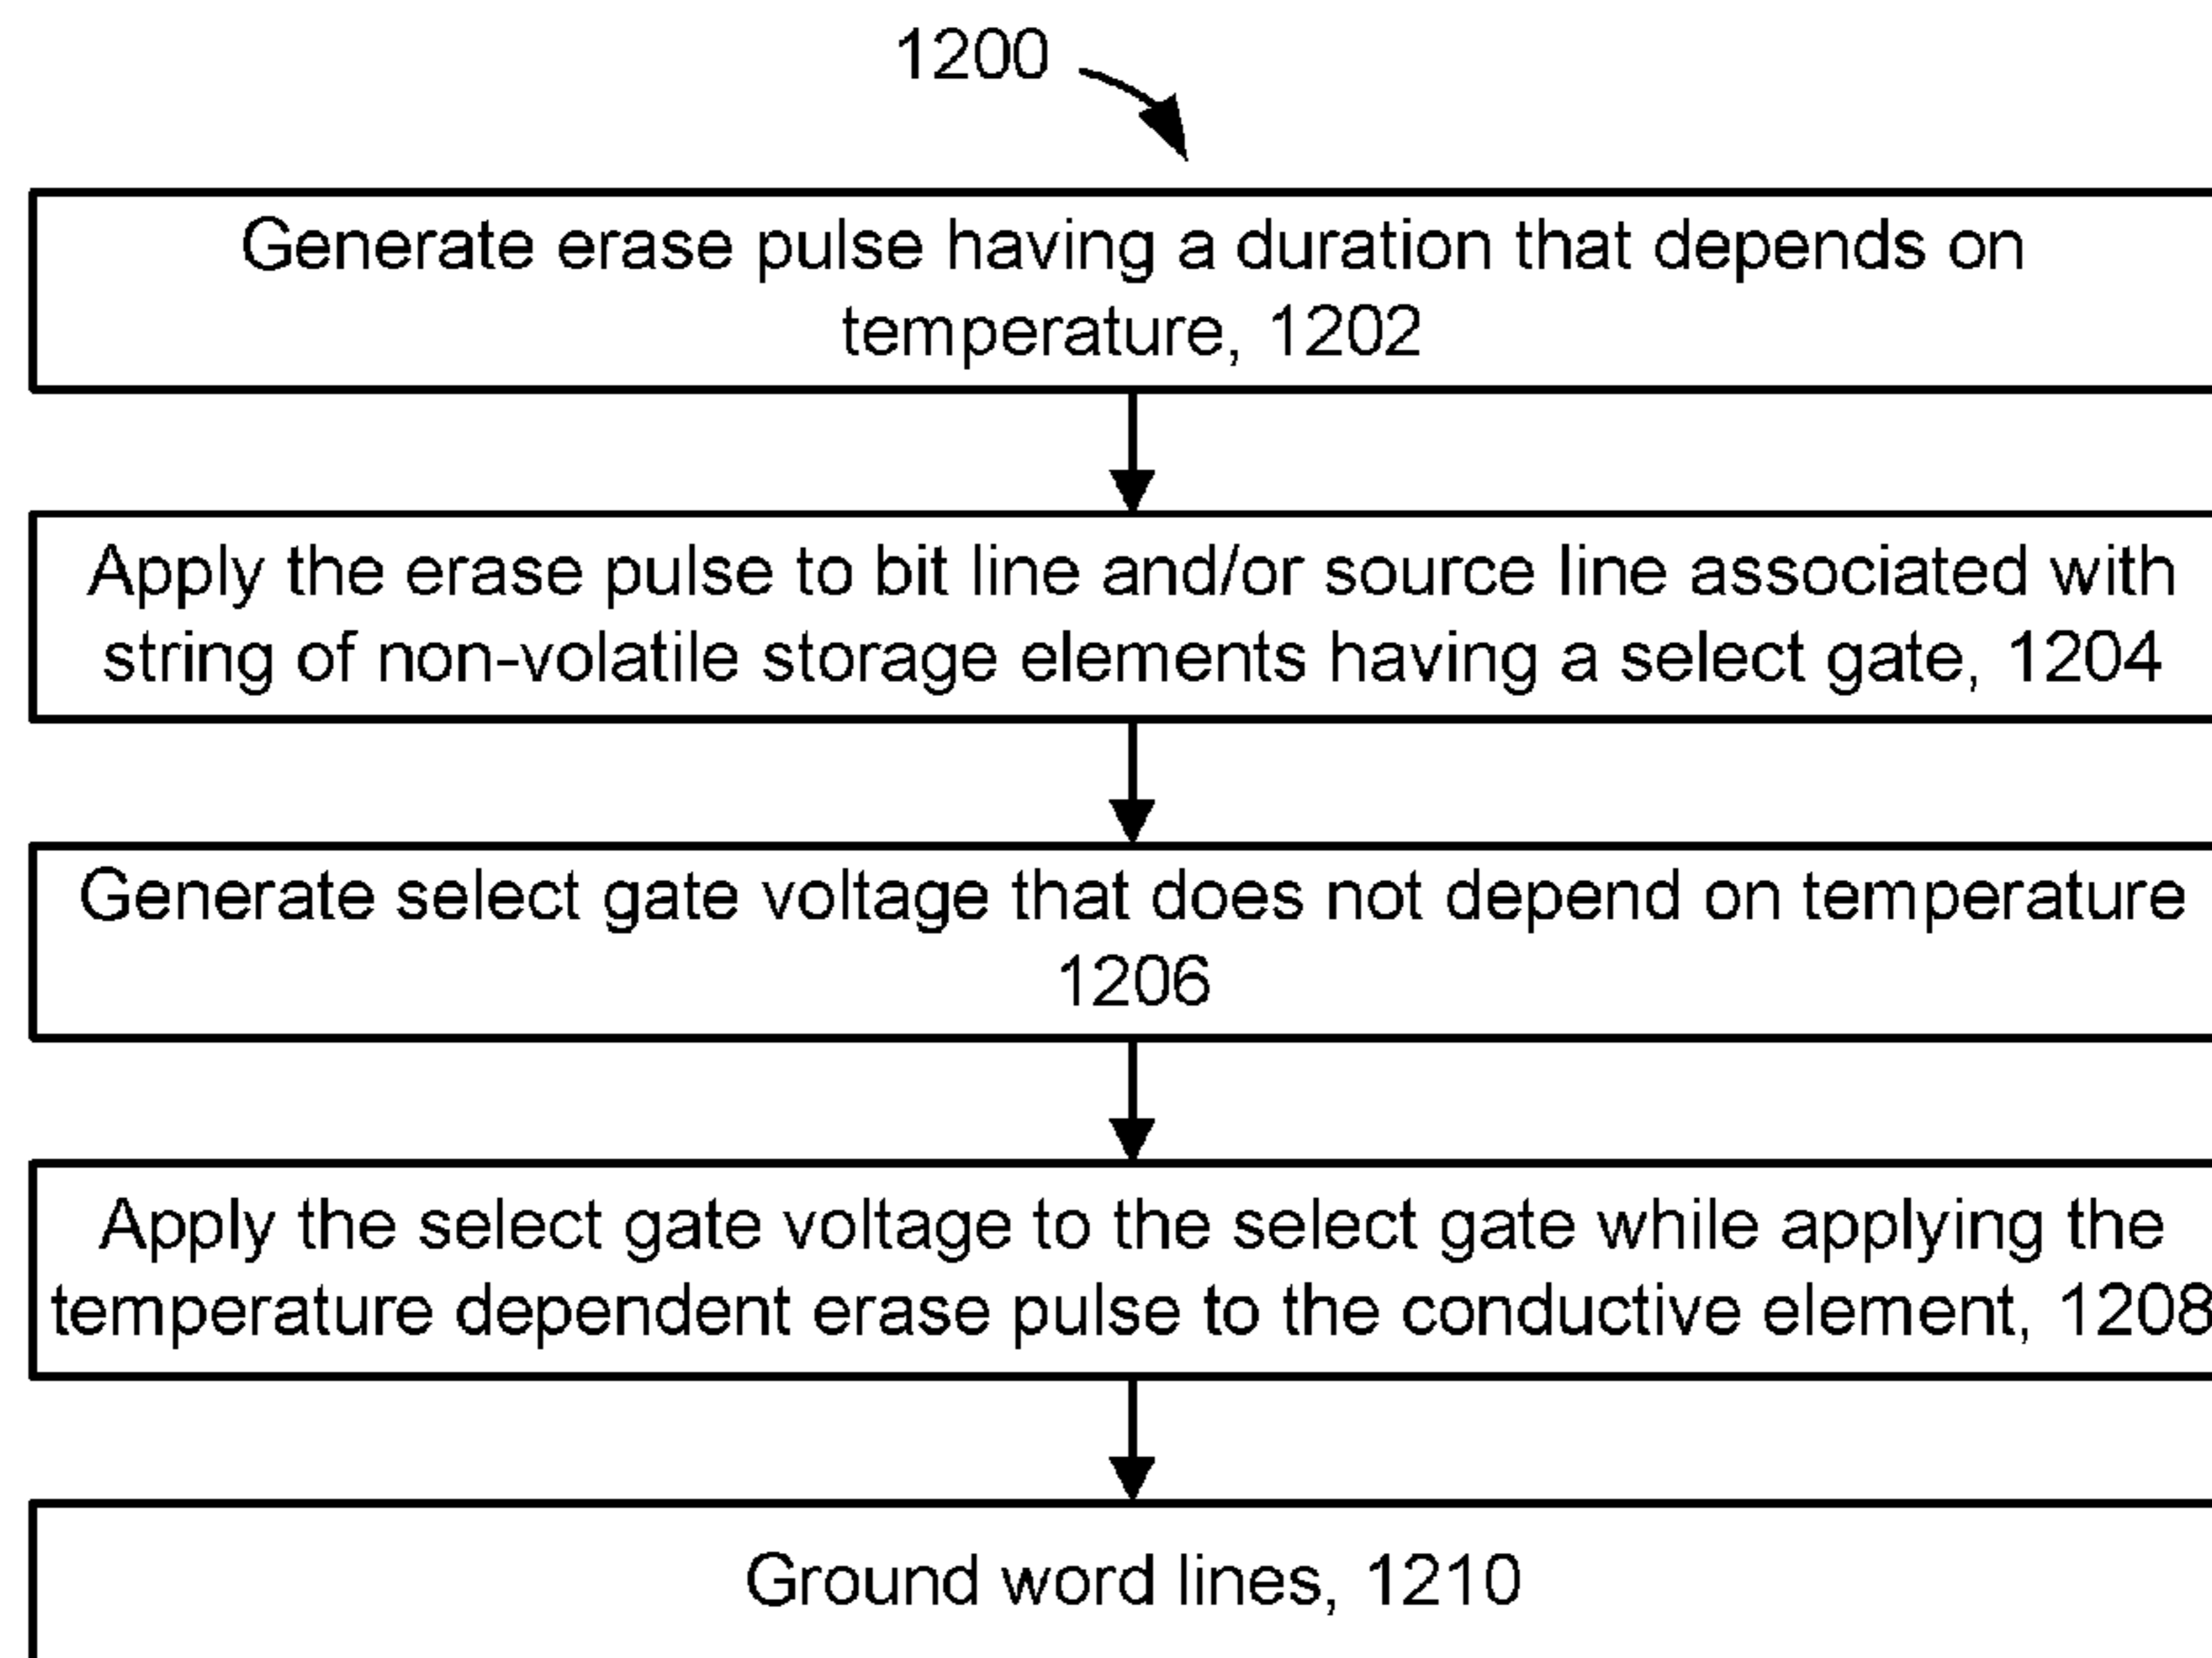 1200
Generate erase pulse having a duration that depends on
temperature, 1202
Apply the erase pulse to bit line and/or source line associated with
string of non-volatile storage elements having a select gate, 1204
Generate select gate voltage that does not depend on temperature
1206
Apply the select gate voltage to the select gate while applying the
temperature dependent erase pulse to the conductive element, 1208
Ground word lines, 1210